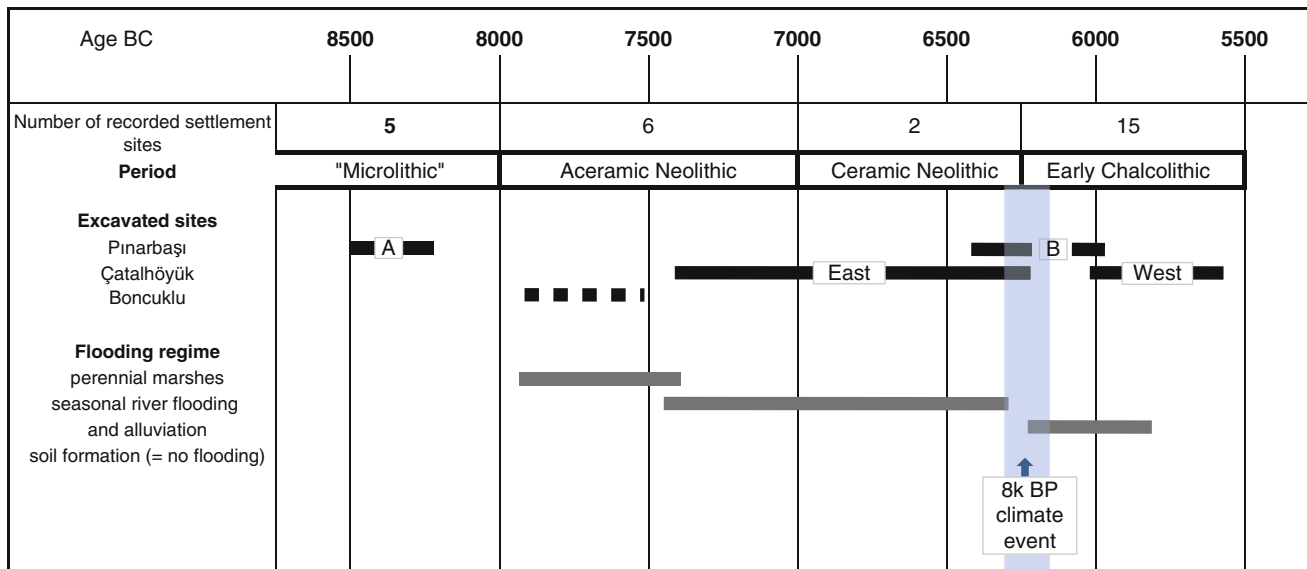 Age BC 8500 8000 7500 7000 6500 6000 5500
Number of recorded settlement sites 5 6 2 15
Period "Microlithic" Aceramic Neolithic Ceramic Neolithic Early Chalcolithic
Excavated sites
Pınarbaşı A B
Çatalhöyük East West
Boncuklu
Flooding regime
perennial marshes
seasonal river flooding
and alluviation
soil formation (= no flooding)
8k BP
climate
event